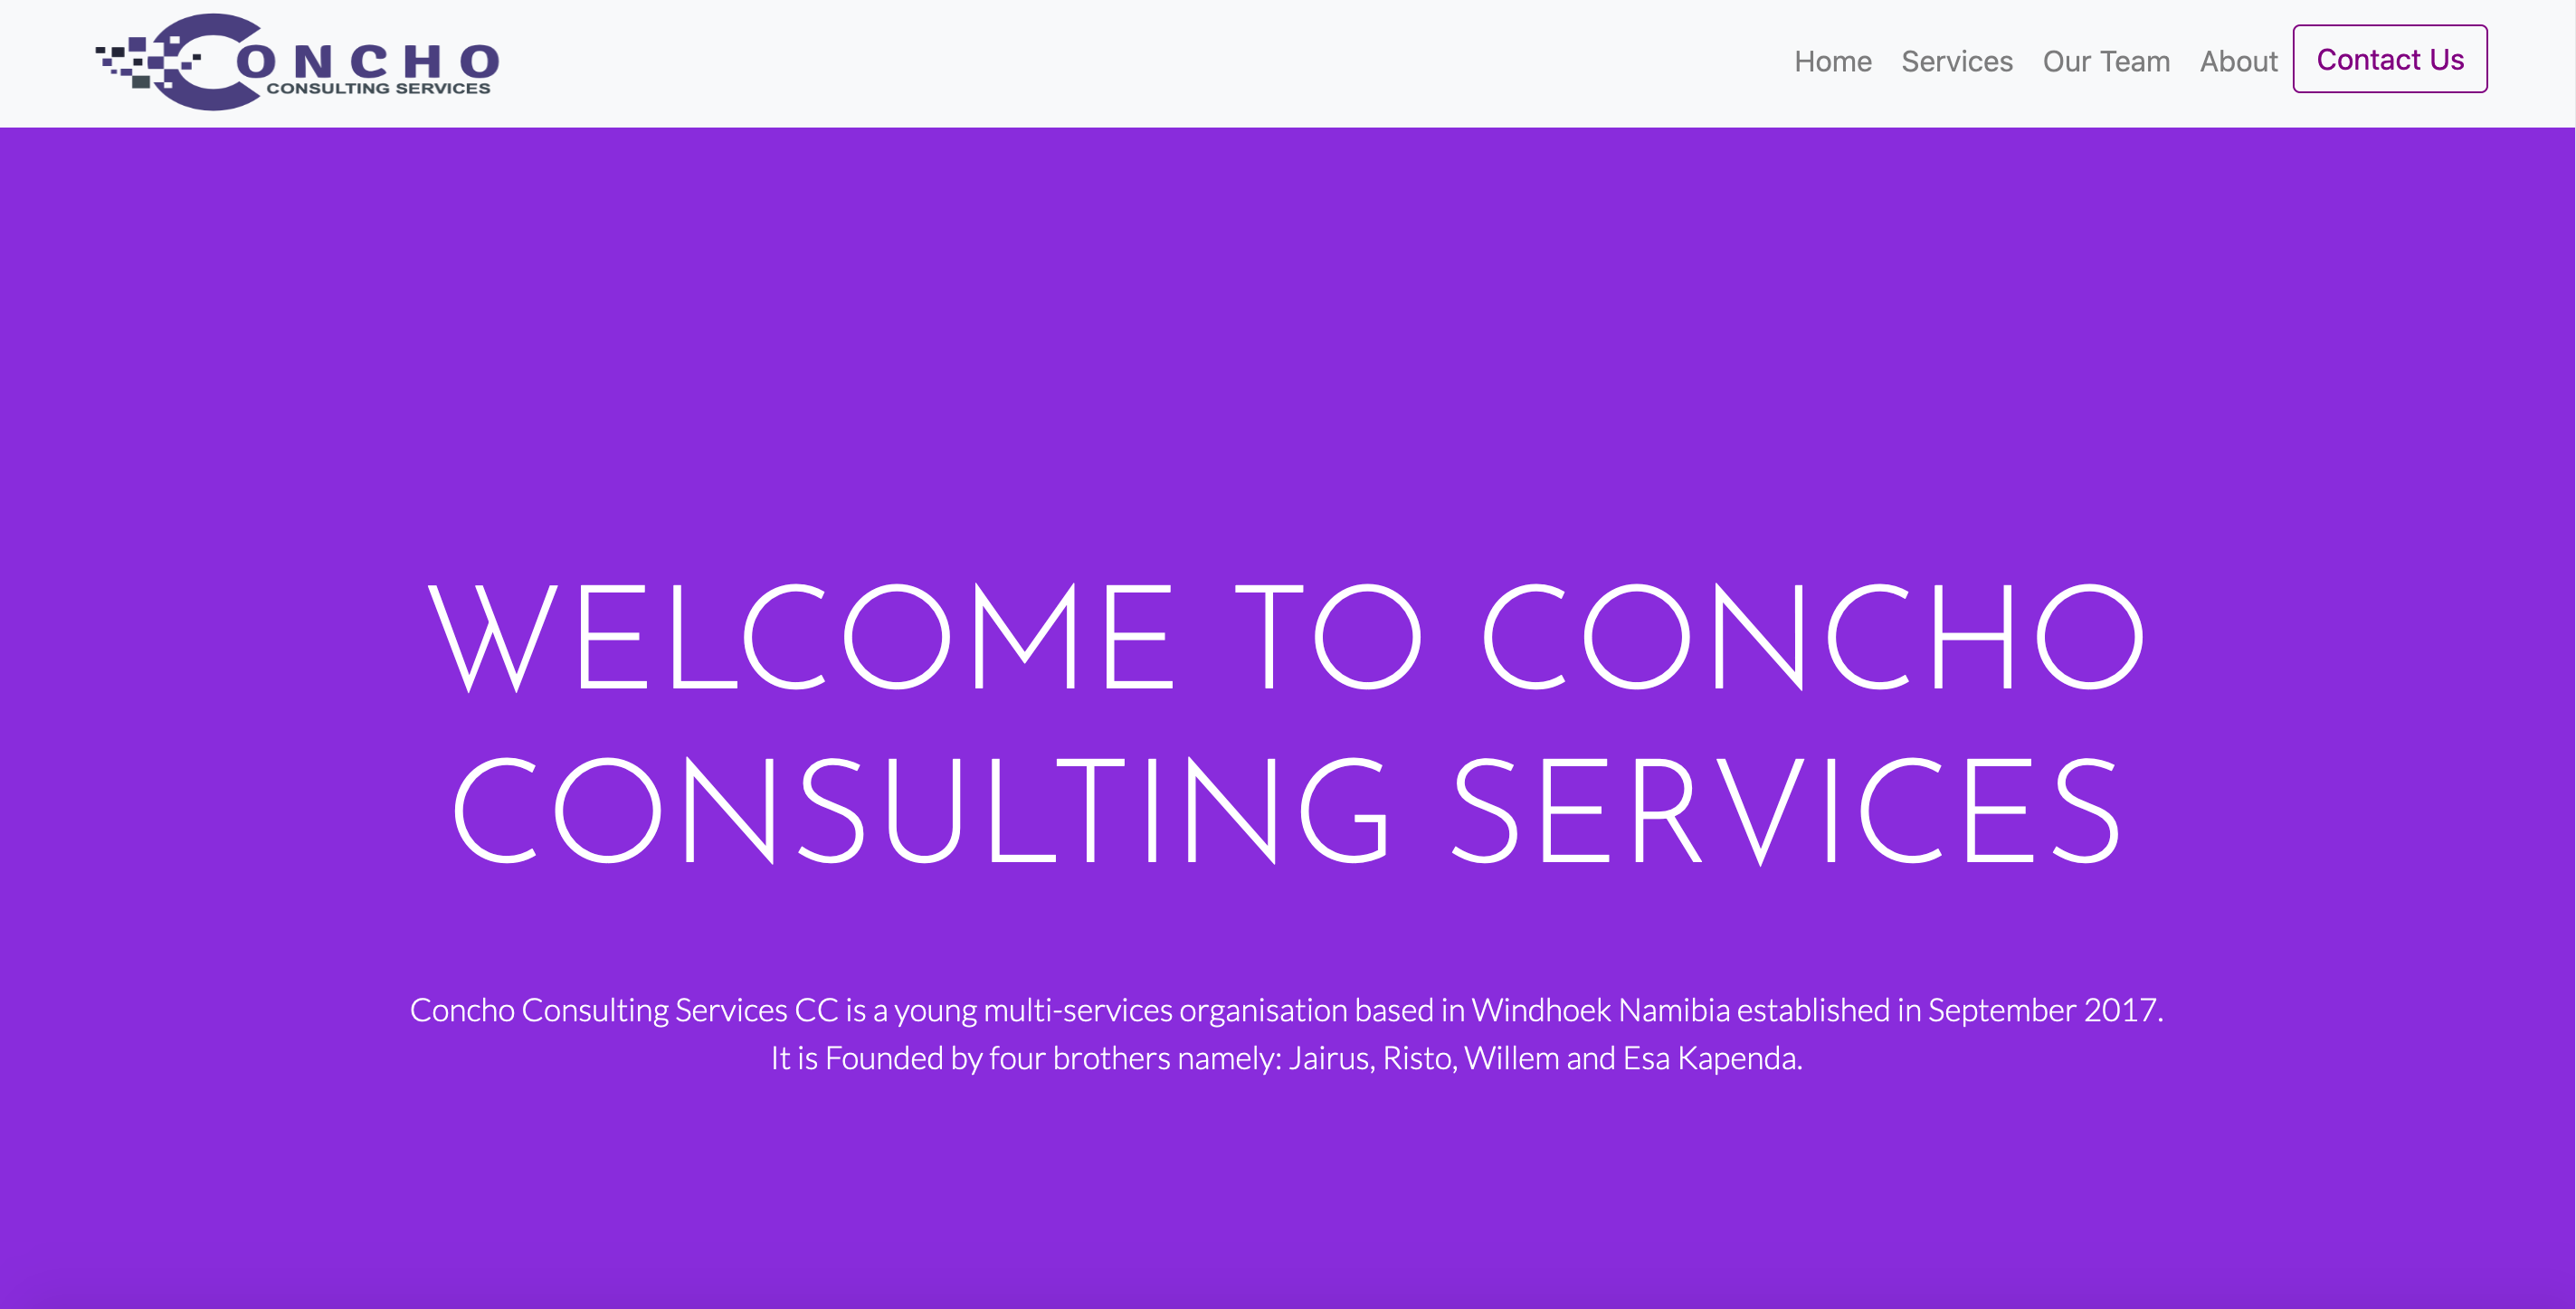 CONCHO
CONSULTING SERVICES
Home Services Our Team About Contact Us
WELCOME TO CONCHO
CONSULTING SERVICES
Concho Consulting Services CC is a young multi-services organisation based in Windhoek Namibia established in September 2017.
It is Founded by four brothers namely: Jairus, Risto, Willem and Esa Kapenda.